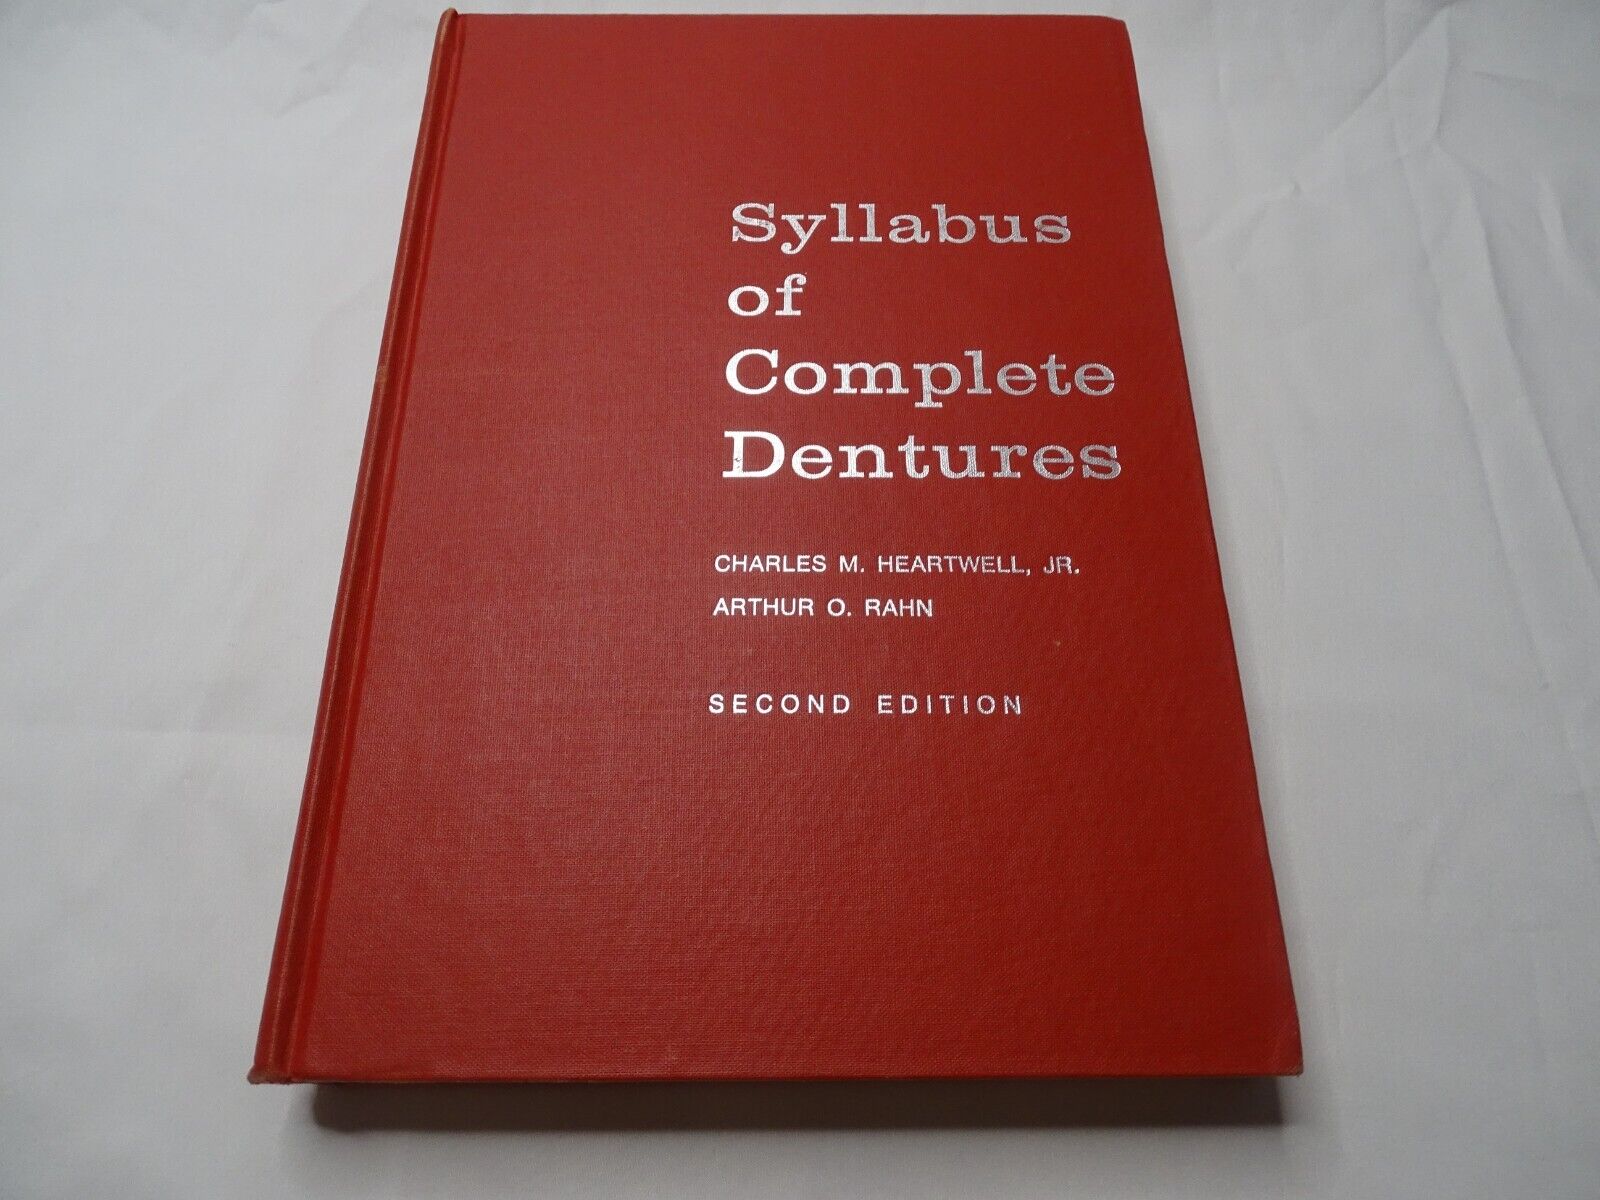 Syllabus
of
Complete
Dentures
CHARLES M. HEARTWELL, JR.
ARTHUR O. RAHN
SECOND EDITION